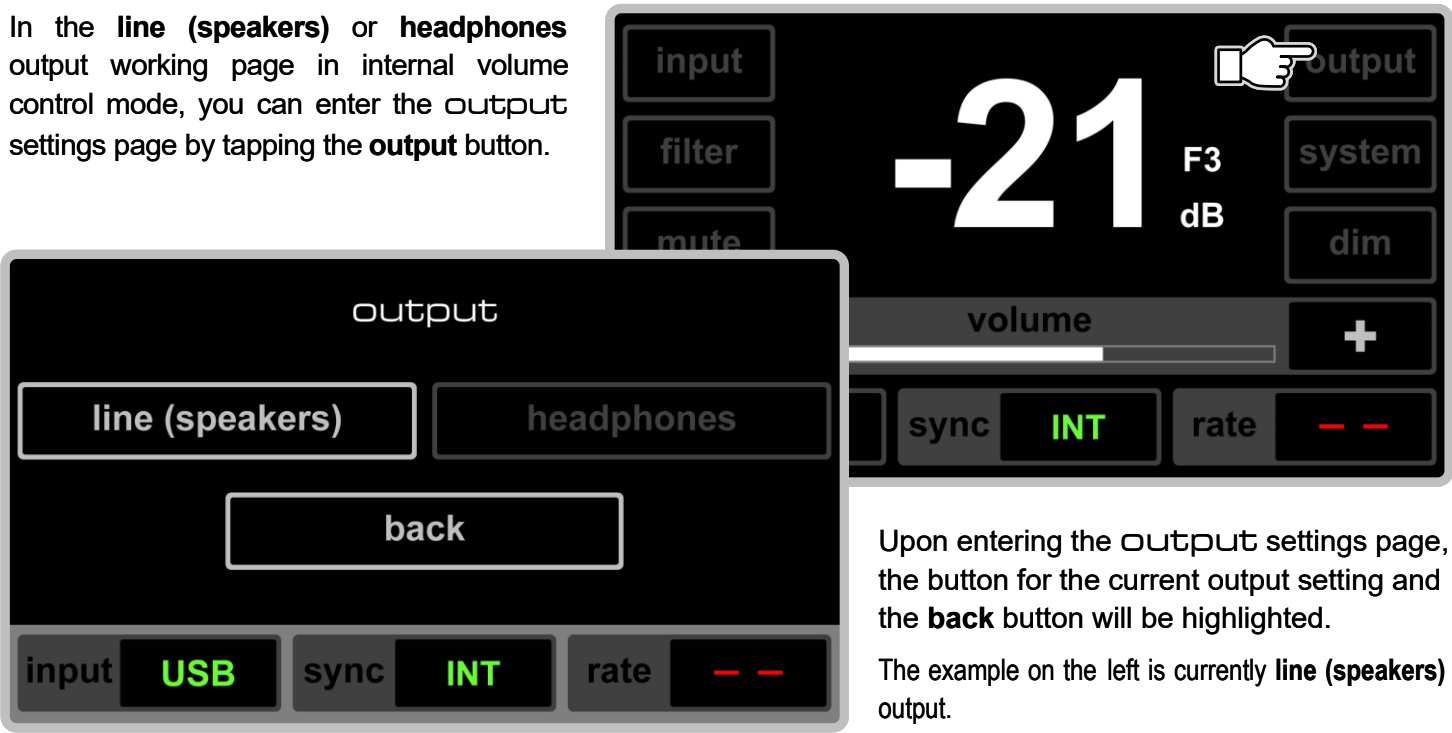 In the line (speakers) or headphones
output working page in internal volume
control mode, you can enter the output
settings page by tapping the output button.
input
output
-21
filter
F3
system
dB
mute
dim
volume
+
sync INT
rate – –
output
line (speakers)
headphones
back
input USB
sync INT
rate – –
Upon entering the output settings page,
the button for the current output setting and
the back button will be highlighted.
The example on the left is currently line (speakers)
output.